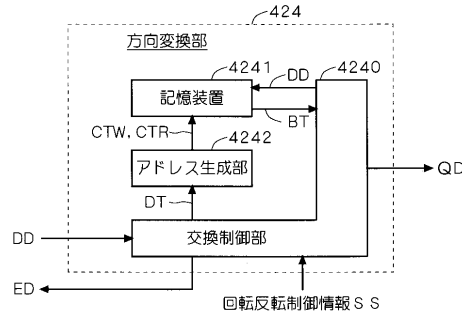 424
方向変換部
4241
DD
4240
記憶装置
BT
CTW, CTR
4242
アドレス生成部
QD
DT
DD
交換制御部
ED
回転反転制御情報ＳＳ